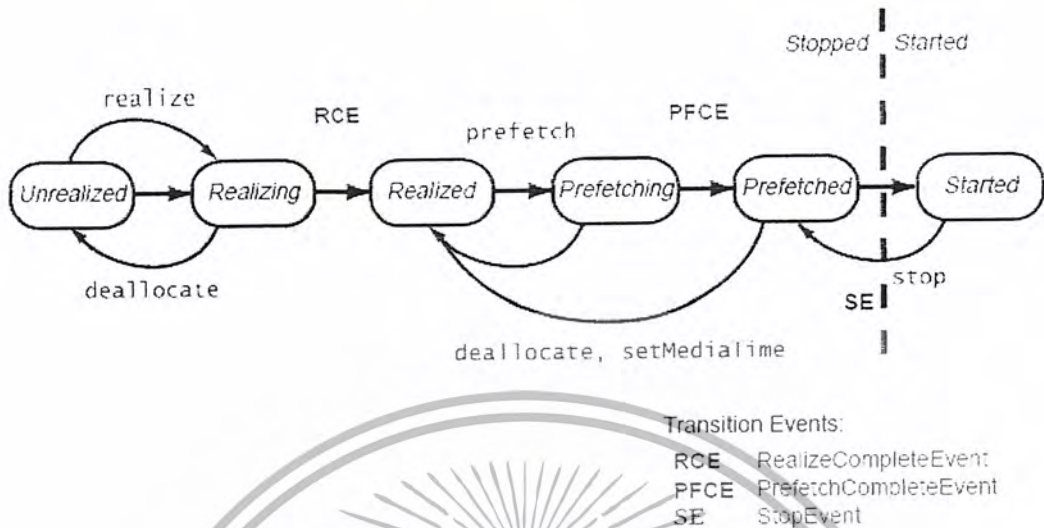 Stopped Started
realize
RCE
prefetch
PFCE
Unrealized Realizing Realized Prefetching Prefetched Started
deallocate
stop
SE
deallocate, setMediaTime
Transition Events:
RCE RealizeCompleteEvent
PFCE PrefetchCompleteEvent
SE StopEvent